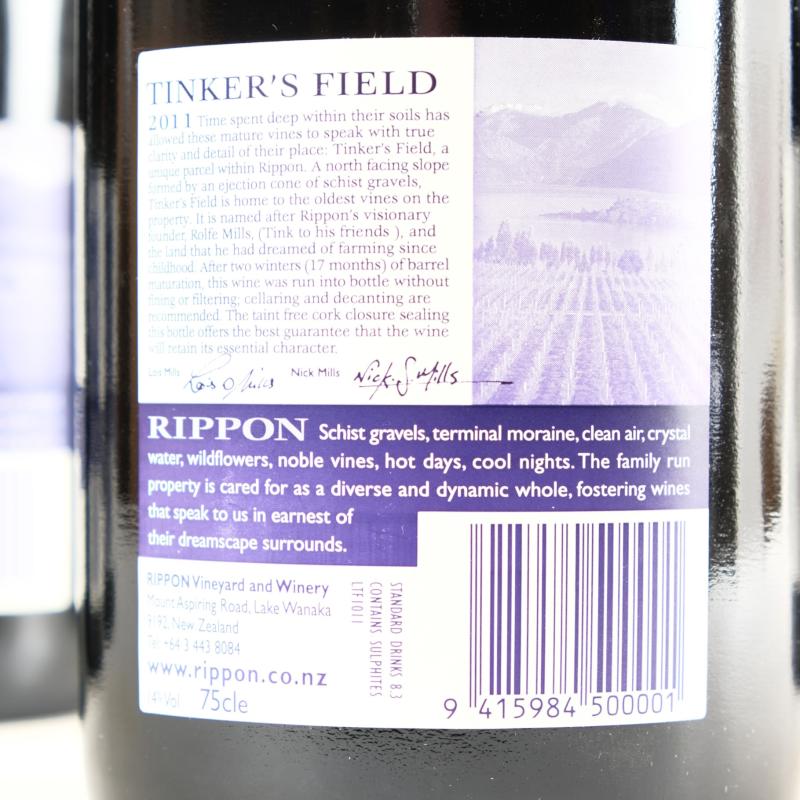 TINKER'S FIELD
2011 Time spent deep within their soils has
allowed these mature vines to speak with true
clarity and detail of their place: Tinker's Field, a
unique parcel within Rippon. A north facing slope
formed by an ejection cone of schist gravels,
Tinker's Field is home to the oldest vines on the
property. It is named after Rippon's visionary
founder, Rolfe Mills, (Tink to his friends ), and
the land that he had dreamed of farming since
childhood. After two winters (17 months) of barrel
maturation, this wine was run into bottle without
fining or filtering; cellaring and decanting are
recommended. The taint free cork closure sealing
this bottle offers the best guarantee that the wine
will retain its essential character.
Lois Mills Lois O Mills Nick Mills Nick.S.Mills
RIPPON Schist gravels, terminal moraine, clean air, crystal
water, wildflowers, noble vines, hot days, cool nights. The family run
property is cared for as a diverse and dynamic whole, fostering wines
that speak to us in earnest of
their dreamscape surrounds.
RIPPON Vineyard and Winery
Mount Aspiring Road, Lake Wanaka
9192, New Zealand
Tel: +64 3 443 8084
www.rippon.co.nz
14%Vol 75cle
STANDARD DRINKS 8.3
CONTAINS SULPHITES
LTF1011
9 415984 500001